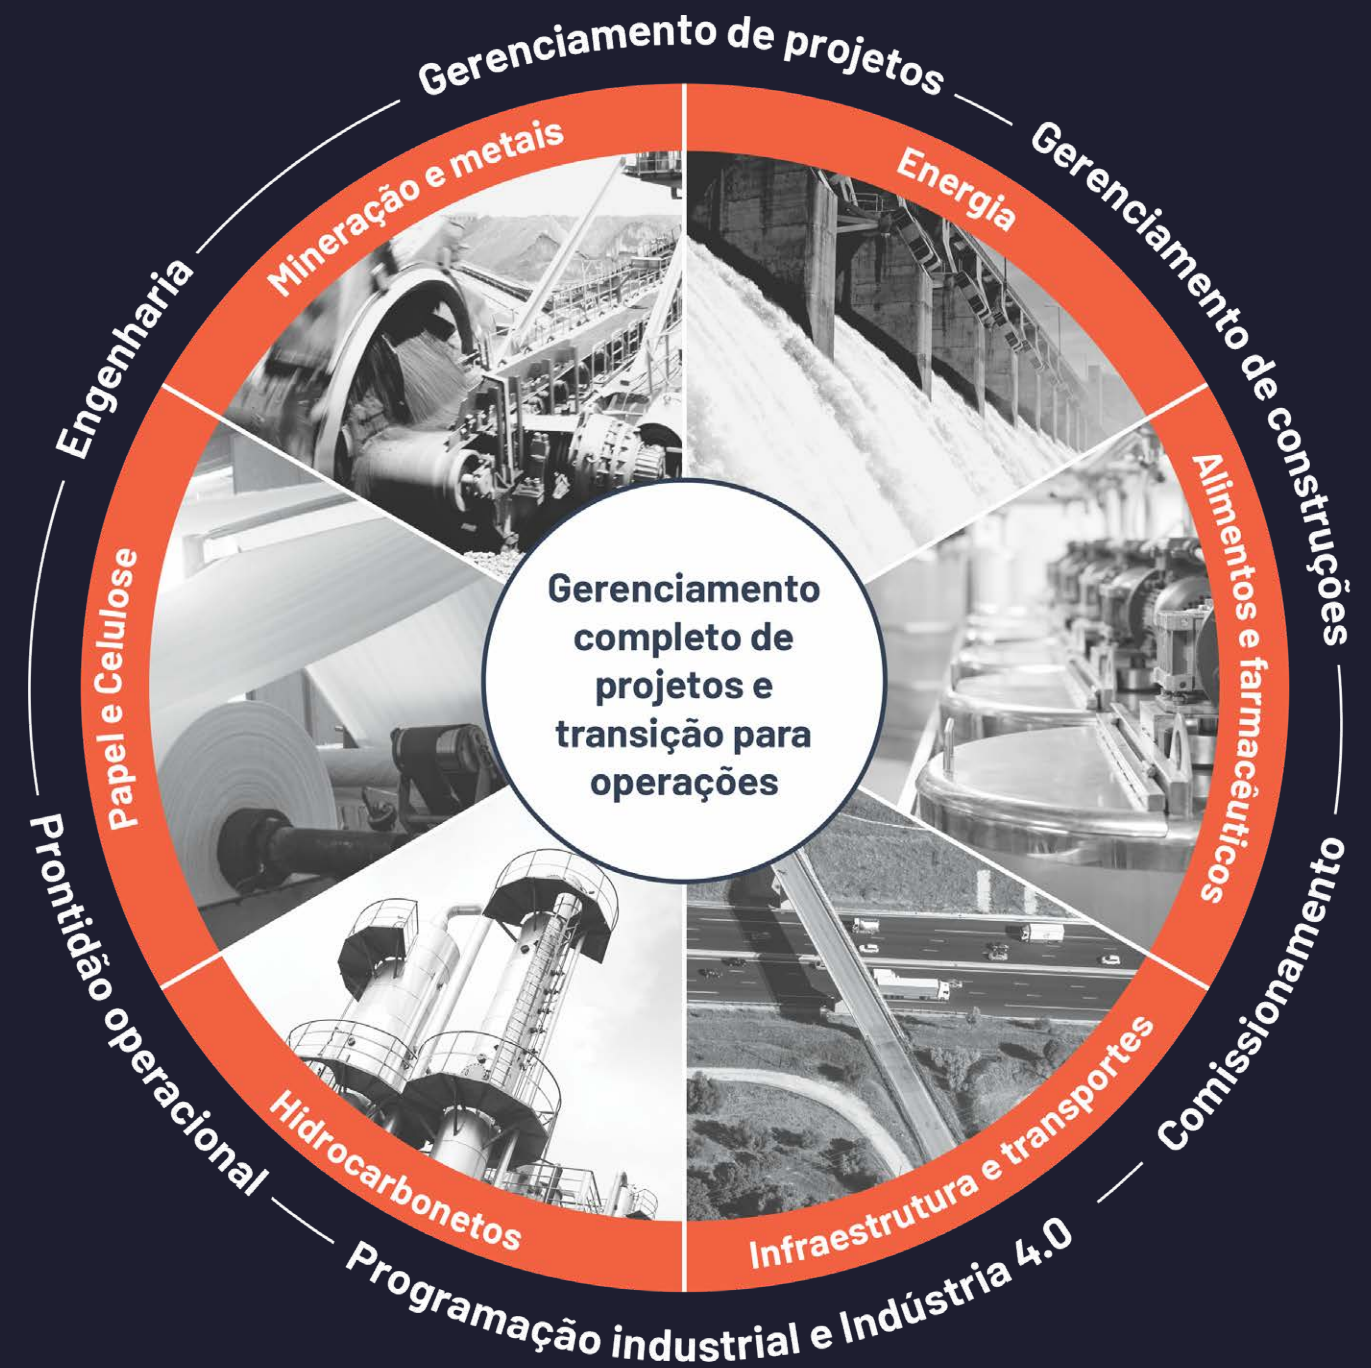 Gerenciamento de projetos
Gerenciamento de construções
Comissionamento
Programação industrial e Indústria 4.0
Prontidão operacional
Engenharia
Mineração e metais
Energia
Alimentos e farmacêuticos
Infraestrutura e transportes
Hidrocarbonetos
Papel e Celulose
Gerenciamento
completo de
projetos e
transição para
operações